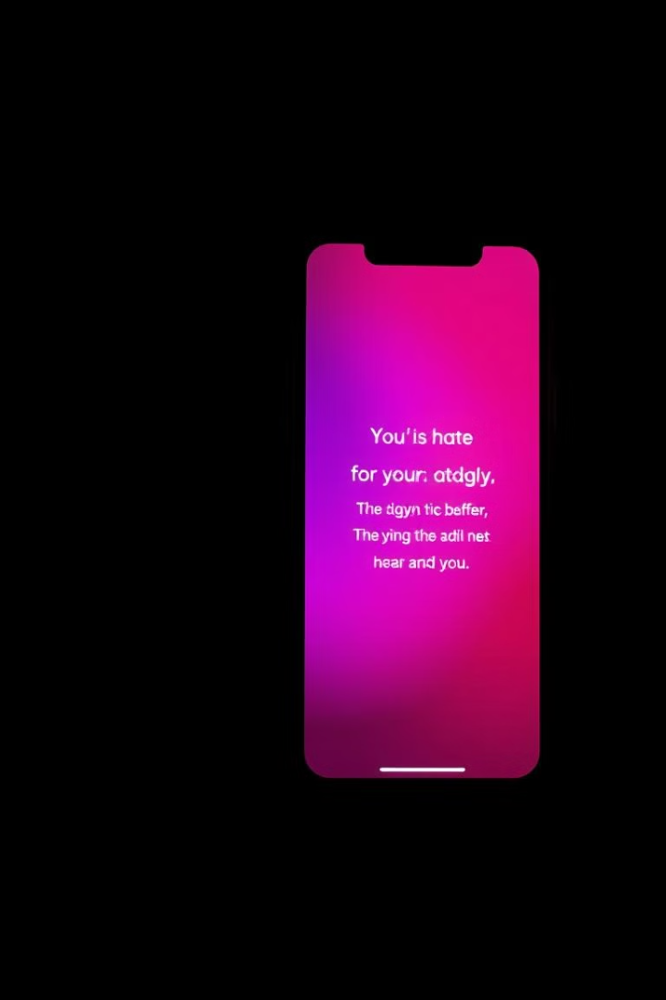 You'is hate
for your: atdgly,
The dgyn tic beffer,
The ying the adil net
hear and you.